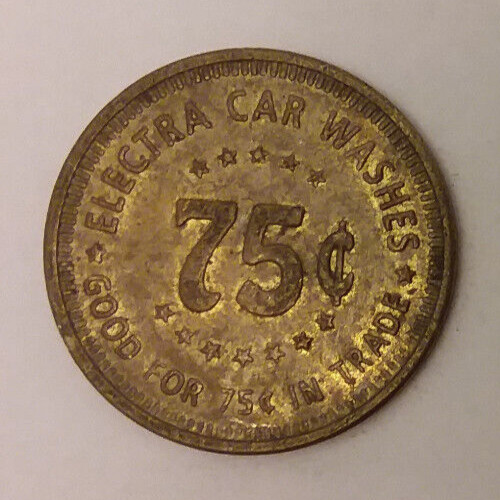 ELECTRA CAR WASHES
75¢
GOOD FOR 75¢ IN TRADE